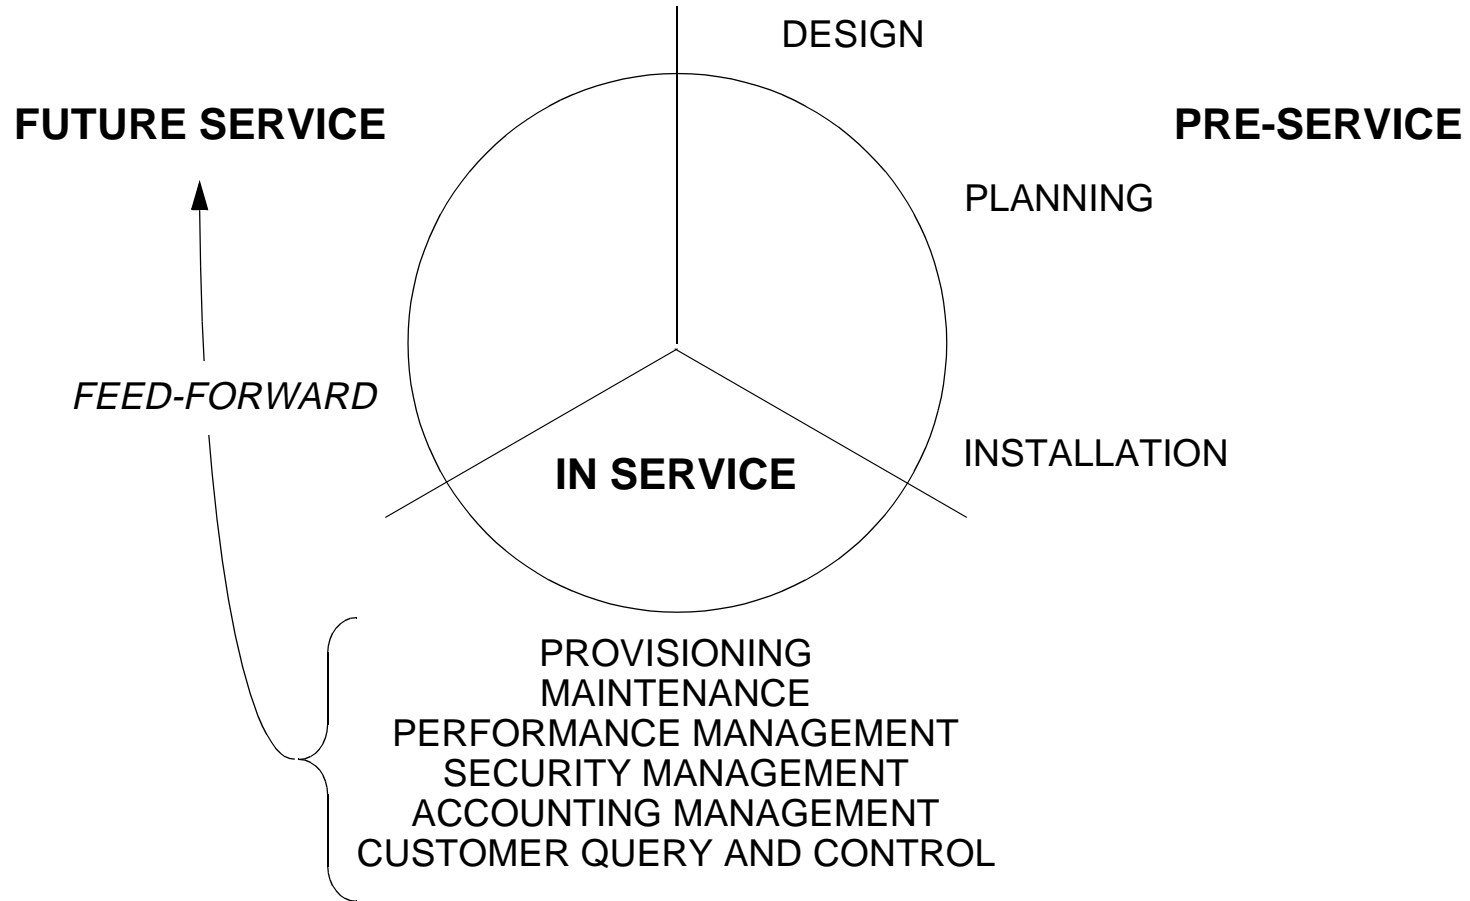 DESIGN
FUTURE SERVICE
PRE-SERVICE
PLANNING
FEED-FORWARD
INSTALLATION
IN SERVICE
PROVISIONING
MAINTENANCE
PERFORMANCE MANAGEMENT
SECURITY MANAGEMENT
ACCOUNTING MANAGEMENT
CUSTOMER QUERY AND CONTROL